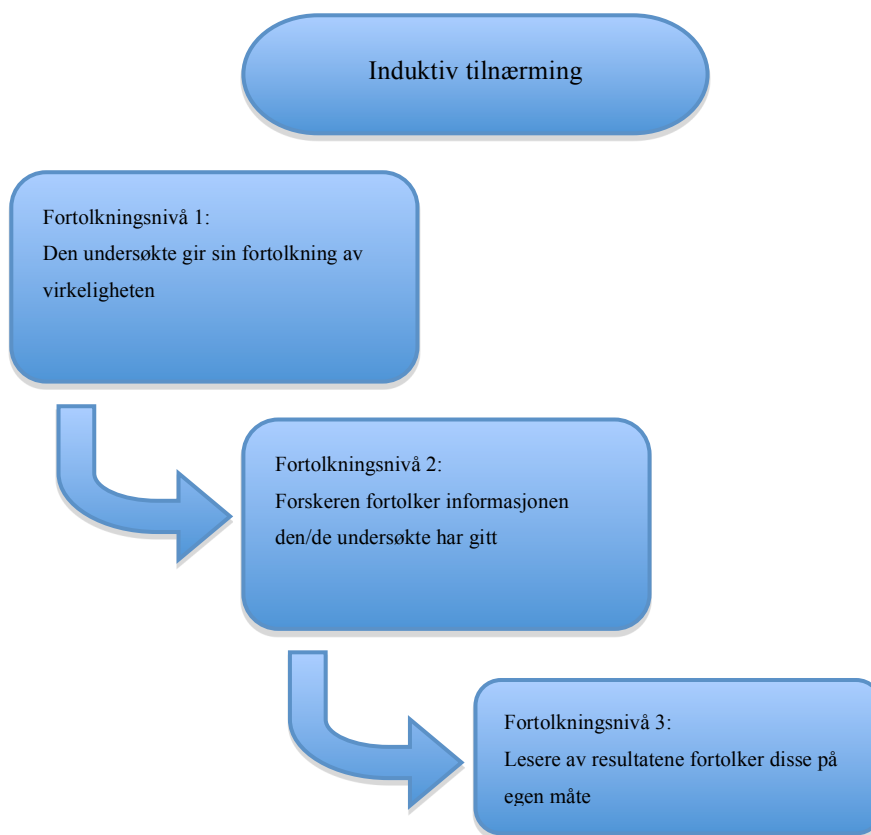 Induktiv tilnærming
Fortolkningsnivå 1:
Den undersøkte gir sin fortolkning av
virkeligheten
Fortolkningsnivå 2:
Forskeren fortolker informasjonen
den/de undersøkte har gitt
Fortolkningsnivå 3:
Lesere av resultatene fortolker disse på
egen måte